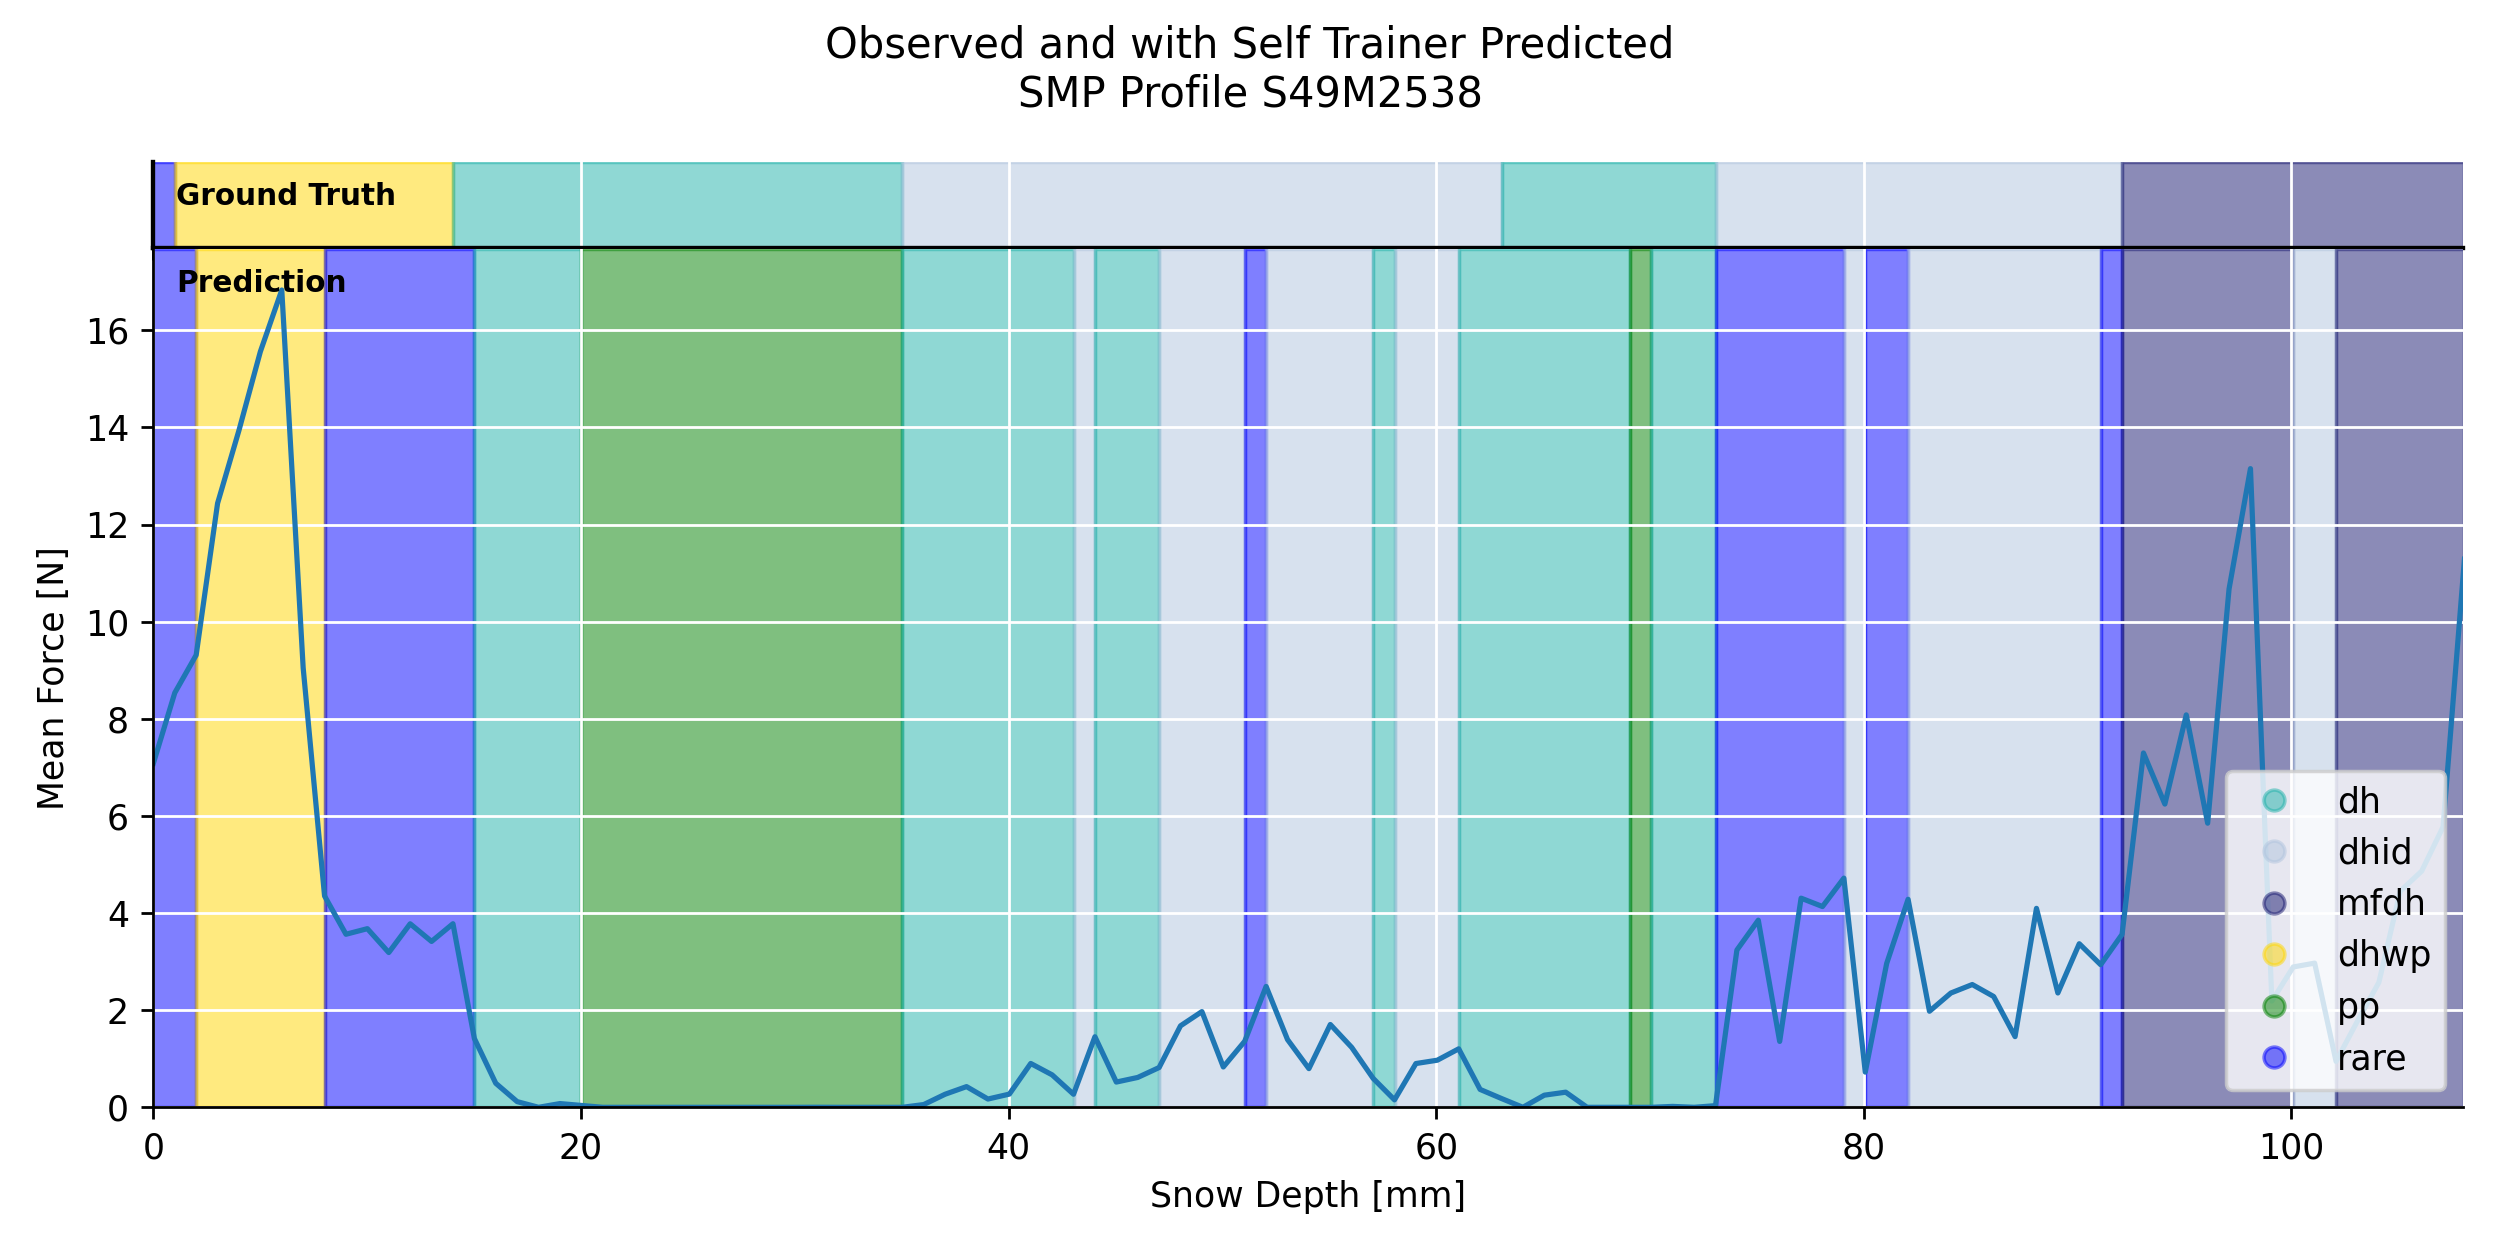 Observed and with Self Trainer Predicted
SMP Profile S49M2538
Ground Truth
Prediction
16
14
12
10
8
6
4
2
0
Mean Force [N]
dh
dhid
mfdh
dhwp
pp
rare
0
20
40
60
80
100
Snow Depth [mm]